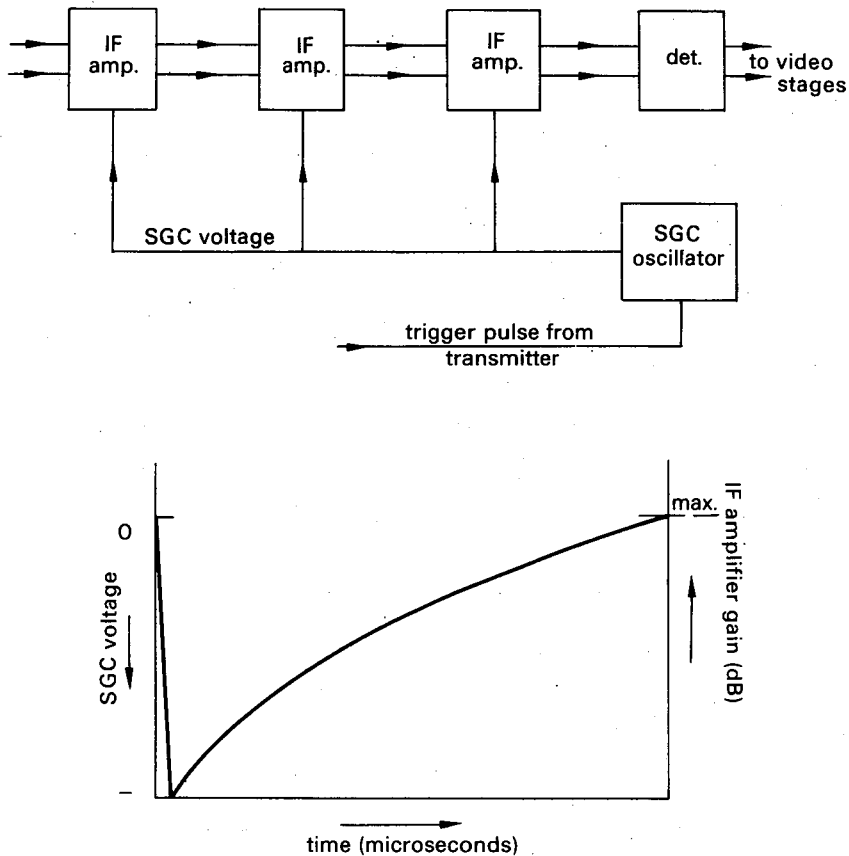 IF
amp.
IF
amp.
IF
amp.
det.
to video
stages
SGC voltage
SGC
oscillator
trigger pulse from
transmitter
max.
0
SGC voltage
IF amplifier gain (dB)
–
time (microseconds)